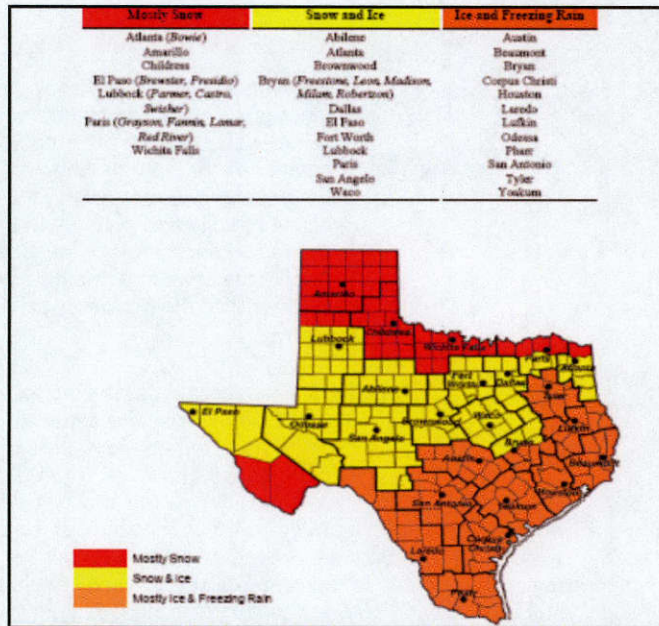 Mostly Snow
Atlanta (Bowie)
Amarillo
Childress
El Paso (Brewster, Presidio)
Lubbock (Parmer, Castro,
Swisher)
Paris (Grayson, Fannin, Lamar,
Red River)
Wichita Falls
Snow and Ice
Abilene
Atlanta
Brownwood
Bryan (Freestone, Leon, Madison,
Milam, Robertson)
Dallas
El Paso
Fort Worth
Lubbock
Paris
San Angelo
Waco
Ice and Freezing Rain
Austin
Beaumont
Bryan
Corpus Christi
Houston
Laredo
Lufkin
Odessa
Pharr
San Antonio
Tyler
Yoakum
Amarillo
Childress
Wichita Falls
Lubbock
Paris
Atlanta
Fort
Worth
Dallas
Abilene
Tyler
El Paso
Odessa
Brownwood
Waco
Lufkin
San Angelo
Bryan
Austin
Beaumont
Houston
San Antonio
Yoakum
Corpus
Christi
Laredo
Pharr
Mostly Snow
Snow & Ice
Mostly Ice & Freezing Rain